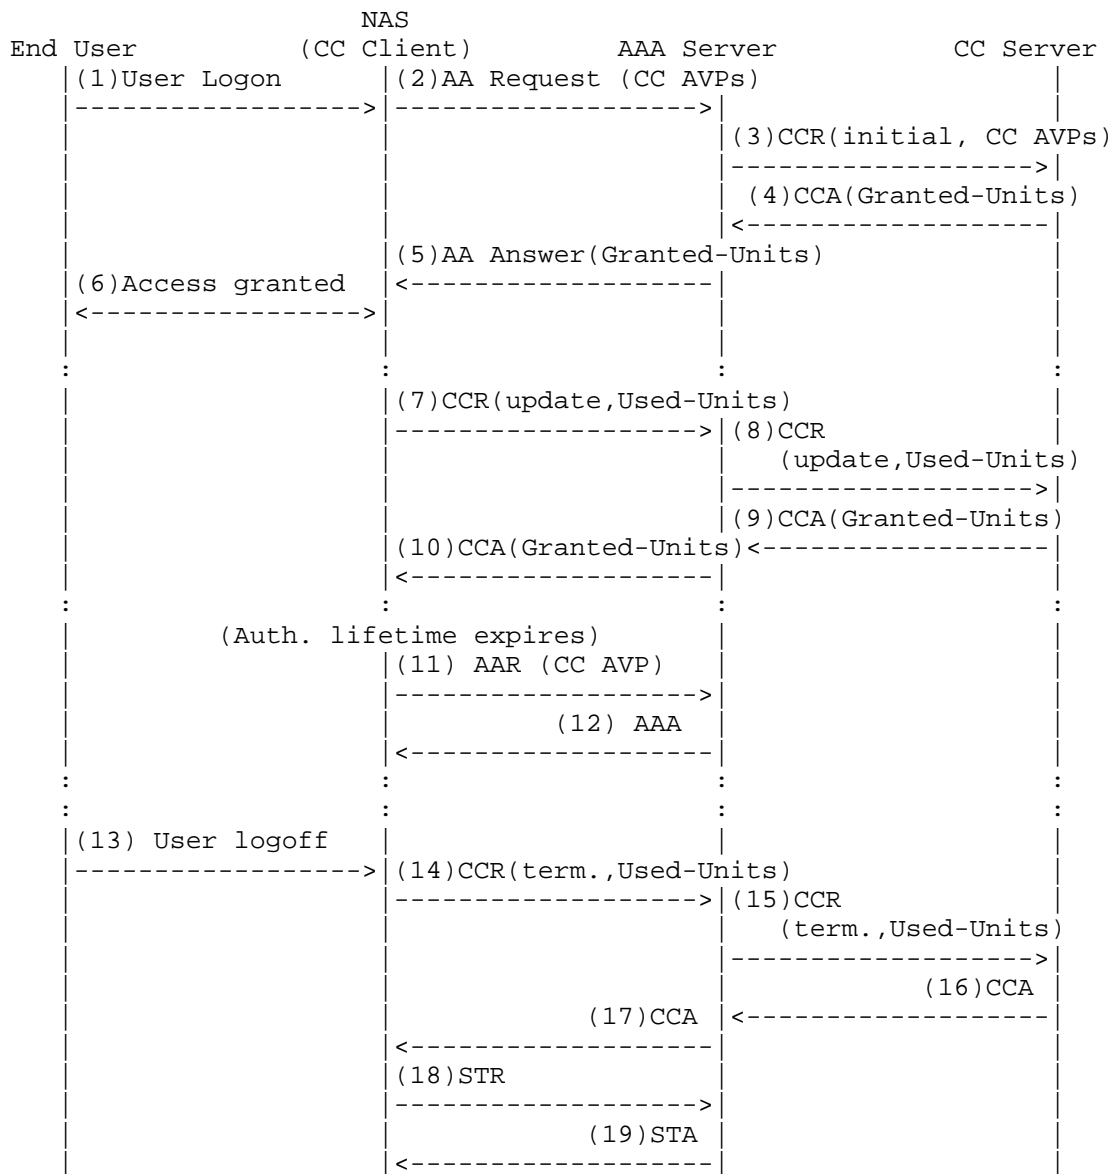 NAS
End User (CC Client) AAA Server CC Server
(1)User Logon (2)AA Request (CC AVPs)
(3)CCR(initial, CC AVPs)
(4)CCA(Granted-Units)
(5)AA Answer(Granted-Units)
(6)Access granted
(7)CCR(update,Used-Units)
(8)CCR
(update,Used-Units)
(9)CCA(Granted-Units)
(10)CCA(Granted-Units)
(Auth. lifetime expires)
(11) AAR (CC AVP)
(12) AAA
(13) User logoff
(14)CCR(term.,Used-Units)
(15)CCR
(term.,Used-Units)
(16)CCA
(17)CCA
(18)STR
(19)STA